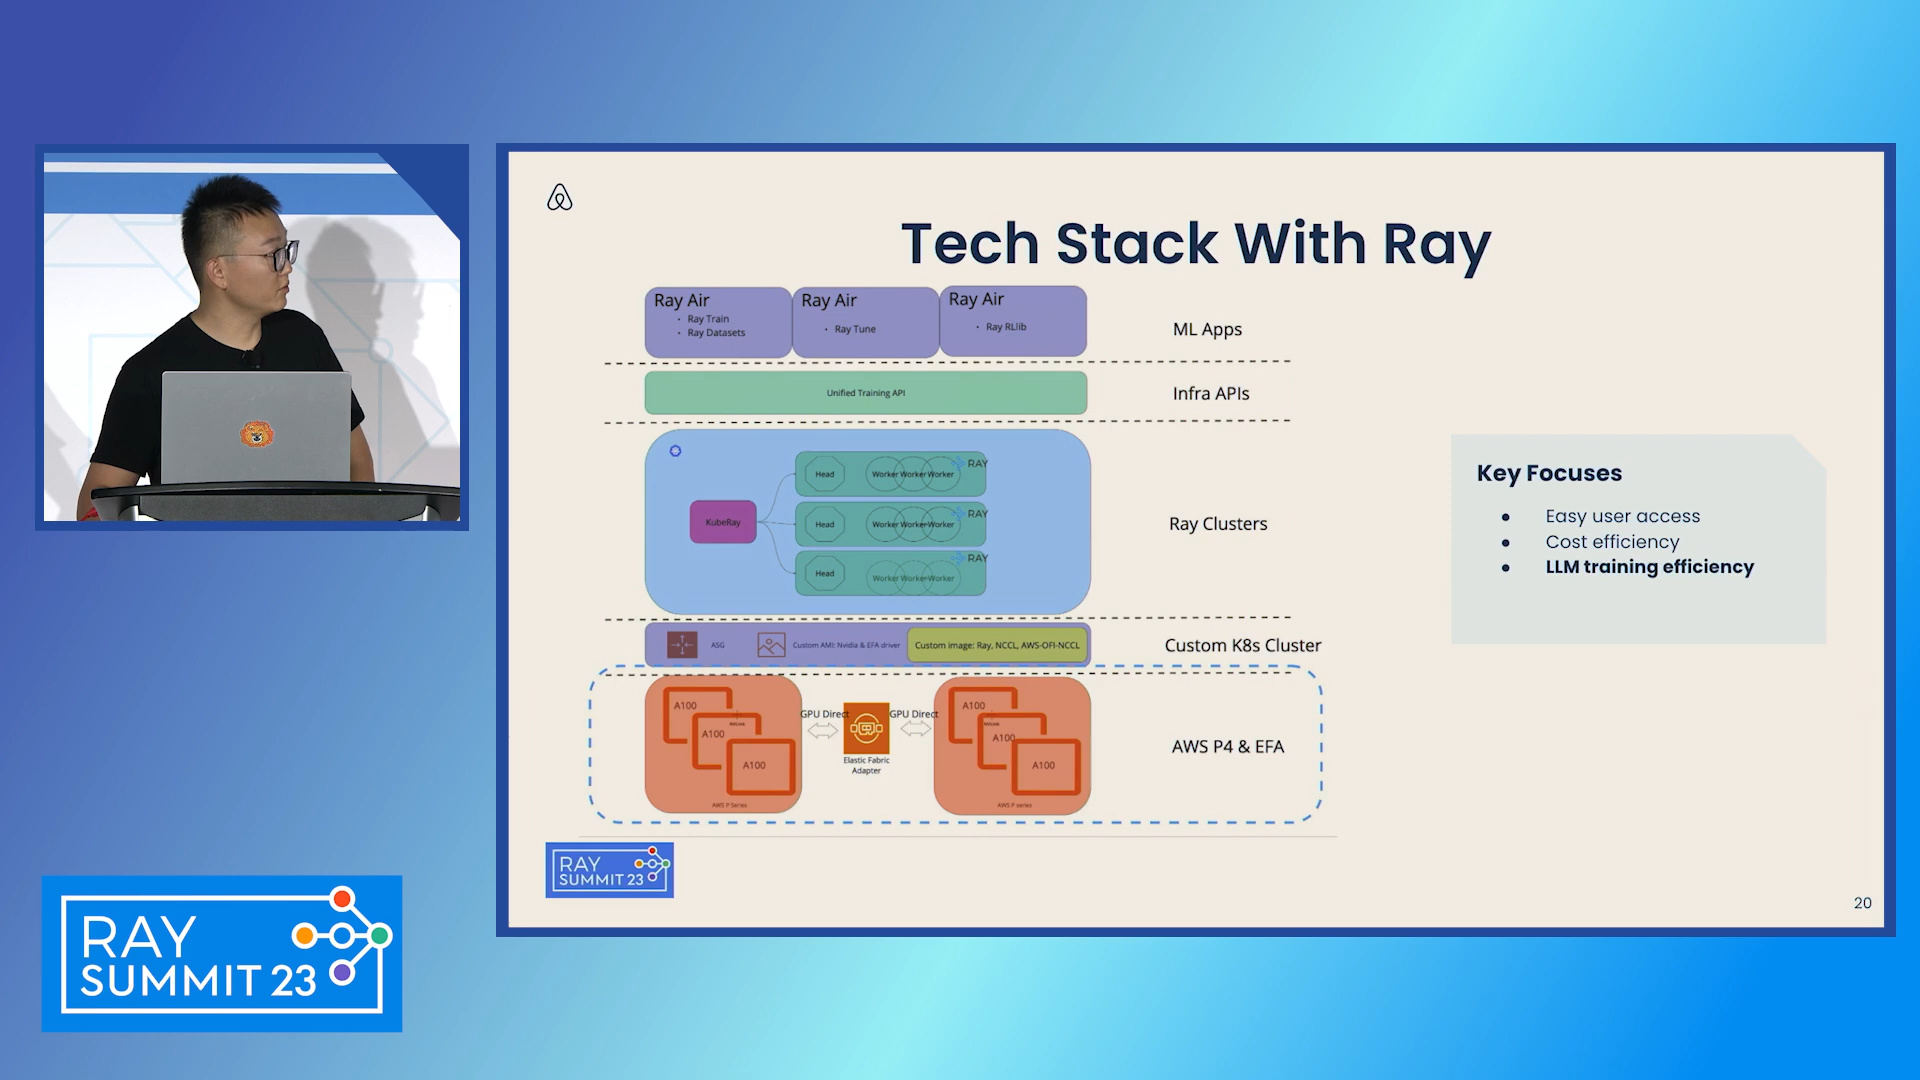 Tech Stack With Ray
Ray Air
Ray Train
Ray Datasets
Ray Air
Ray Tune
Ray Air
Ray RLlib
ML Apps
Unified Training API
Infra APIs
KubeRay
Head
Worker Worker Worker
RAY
Head
Worker Worker Worker
RAY
Head
Worker Worker Worker
RAY
Ray Clusters
ASG
Custom AMI: Nvidia & EFA driver
Custom image: Ray, NCCL, AWS-OFI-NCCL
Custom K8s Cluster
A100
A100
A100
AWS P Series
GPU Direct
Elastic Fabric
Adapter
GPU Direct
A100
A100
A100
AWS P series
AWS P4 & EFA
Key Focuses
Easy user access
Cost efficiency
LLM training efficiency
RAY
SUMMIT 23
20
RAY
SUMMIT 23